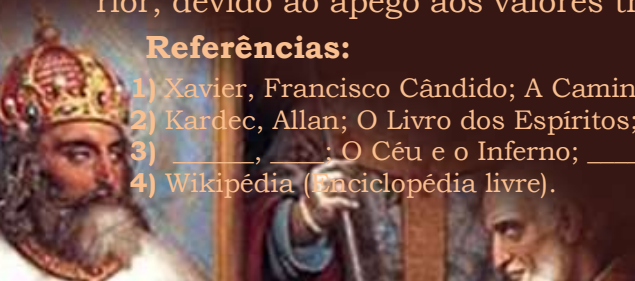 rior, devido ao apego aos valores
Referências:
1) Xavier, Francisco Cândido; A
2) Kardec, Allan; O Livro dos Espíritos;
3) ______, ____; O Céu e o Inferno; ____
4) Wikipédia (Enciclopédia livre).